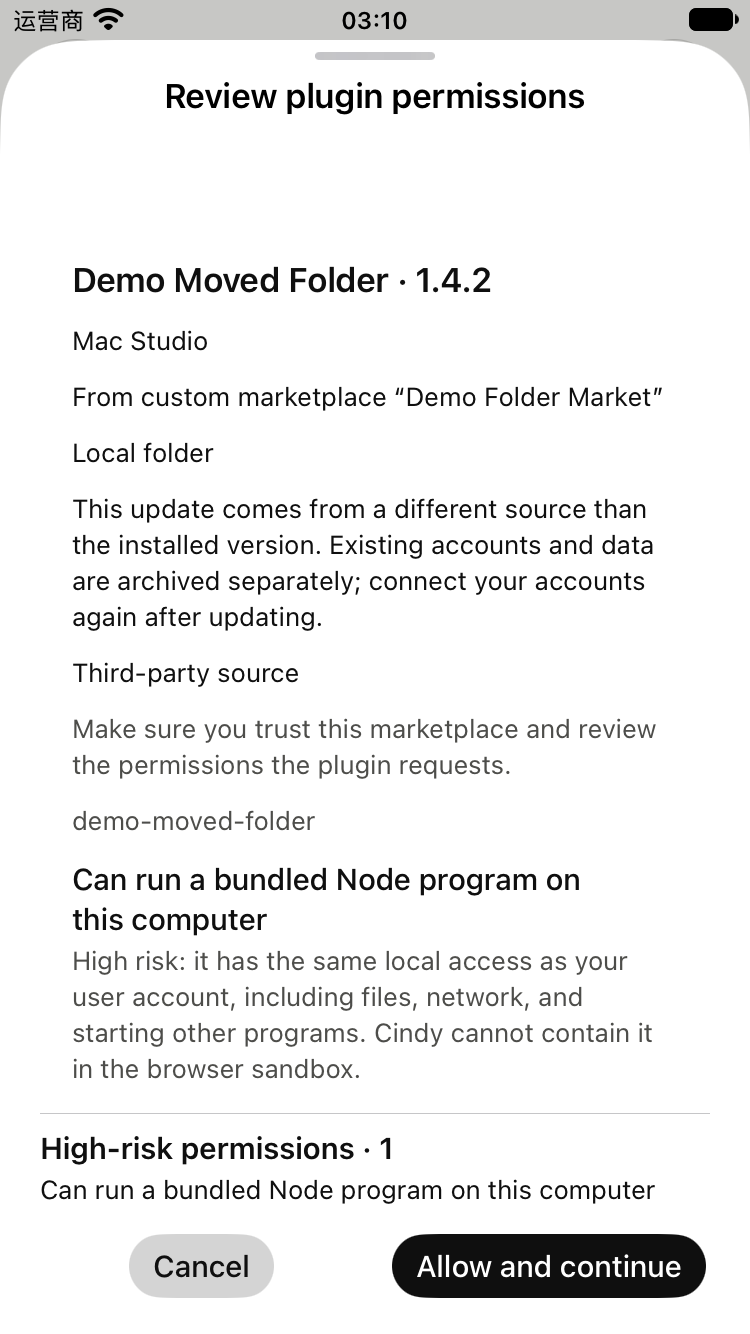 运营商
03:10
Review plugin permissions
Demo Moved Folder · 1.4.2
Mac Studio
From custom marketplace “Demo Folder Market”
Local folder
This update comes from a different source than
the installed version. Existing accounts and data
are archived separately; connect your accounts
again after updating.
Third-party source
Make sure you trust this marketplace and review
the permissions the plugin requests.
demo-moved-folder
Can run a bundled Node program on
this computer
High risk: it has the same local access as your
user account, including files, network, and
starting other programs. Cindy cannot contain it
in the browser sandbox.
High-risk permissions · 1
Can run a bundled Node program on this computer
Cancel
Allow and continue